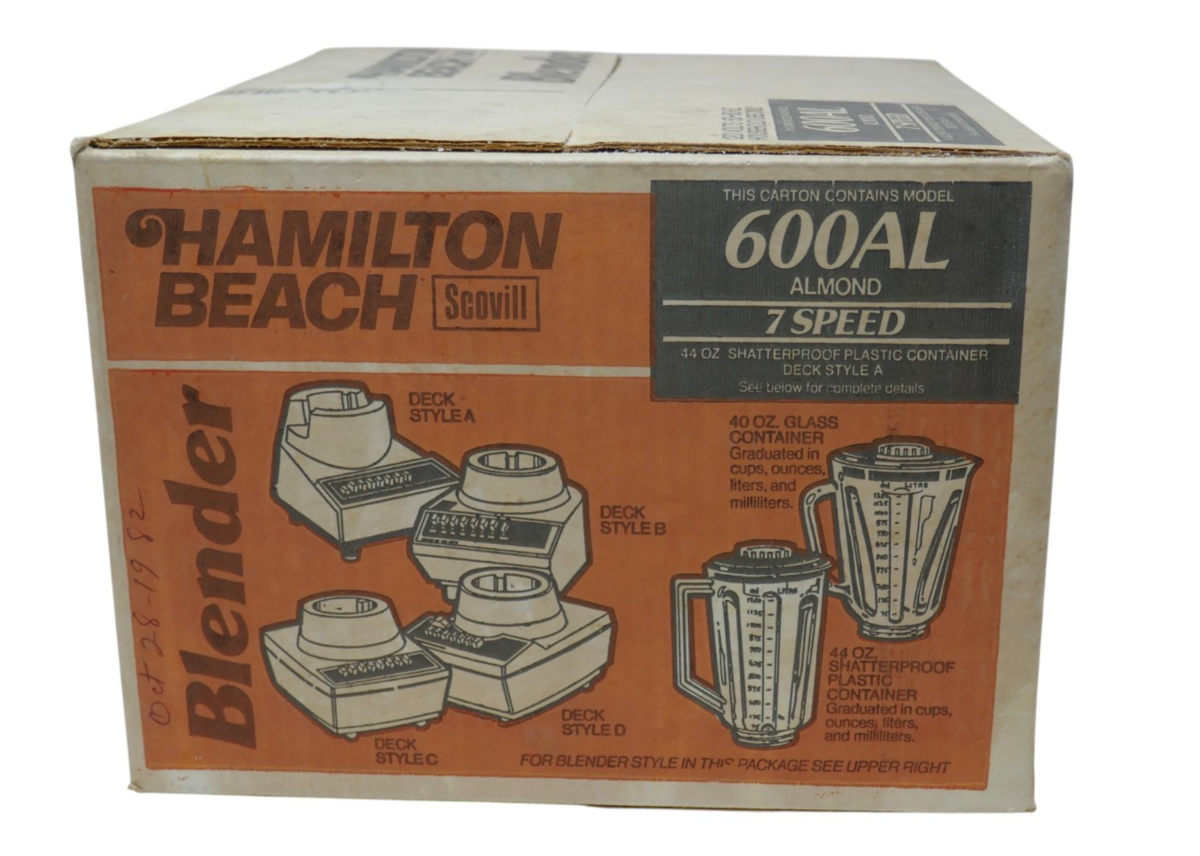 HAMILTON
BEACH Scovill
THIS CARTON CONTAINS MODEL
600AL
ALMOND
7 SPEED
44 OZ SHATTERPROOF PLASTIC CONTAINER
DECK STYLE A
See below for complete details
Blender
Oct 28-1982
DECK
STYLE A
DECK
STYLE B
DECK
STYLE C
DECK
STYLE D
40 OZ. GLASS
CONTAINER
Graduated in
cups, ounces,
liters, and
milliliters.
44 OZ.
SHATTERPROOF
PLASTIC
CONTAINER
Graduated in cups,
ounces, liters,
and milliliters.
FOR BLENDER STYLE IN THIS PACKAGE SEE UPPER RIGHT
HAMILTON
BEACH
Blender
600AL